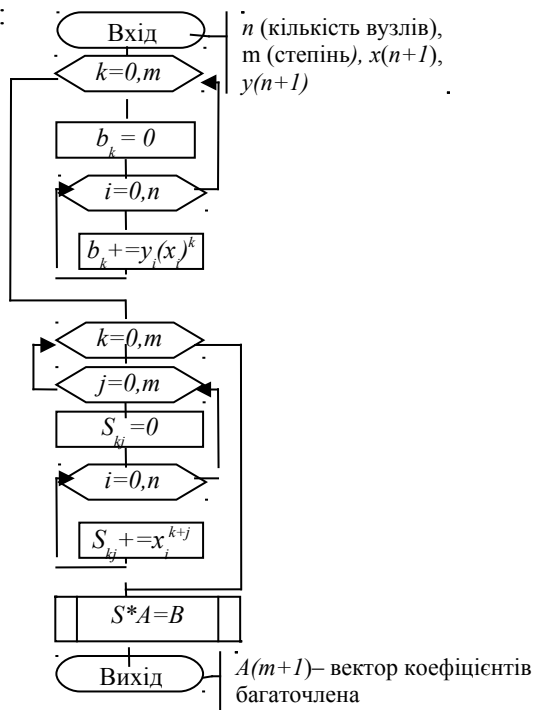 Вхід
n (кількість вузлів),
m (степінь), x(n+1),
y(n+1)
k=0,m
b_k = 0
i=0,n
b_k+=y_i(x_i)^k
k=0,m
j=0,m
S_kj=0
i=0,n
S_kj+=x_i^k+j
S*A=B
Вихід
A(m+1)– вектор коефіцієнтів
багаточлена